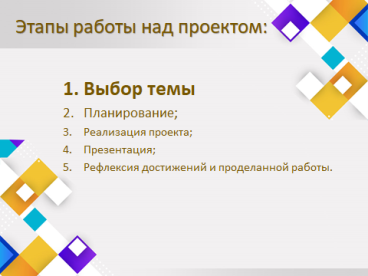 Этапы работы над проектом:
1. Выбор темы
2. Планирование;
3. Реализация проекта;
4. Презентация;
5. Рефлексия достижений и проделанной работы.